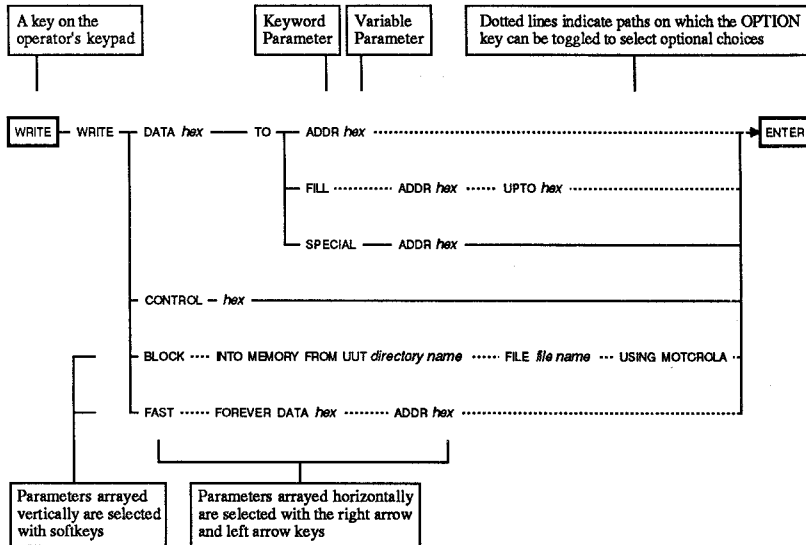 A key on the
operator's keypad
Keyword
Parameter
Variable
Parameter
Dotted lines indicate paths on which the OPTION
key can be toggled to select optional choices
WRITE WRITE DATA hex TO ADDR hex ENTER
FILL ADDR hex UPTO hex
SPECIAL ADDR hex
CONTROL hex
BLOCK INTO MEMORY FROM UUT directory name FILE file name USING MOTOROLA
FAST FOREVER DATA hex ADDR hex
Parameters arrayed
vertically are selected
with softkeys
Parameters arrayed horizontally
are selected with the right arrow
and left arrow keys